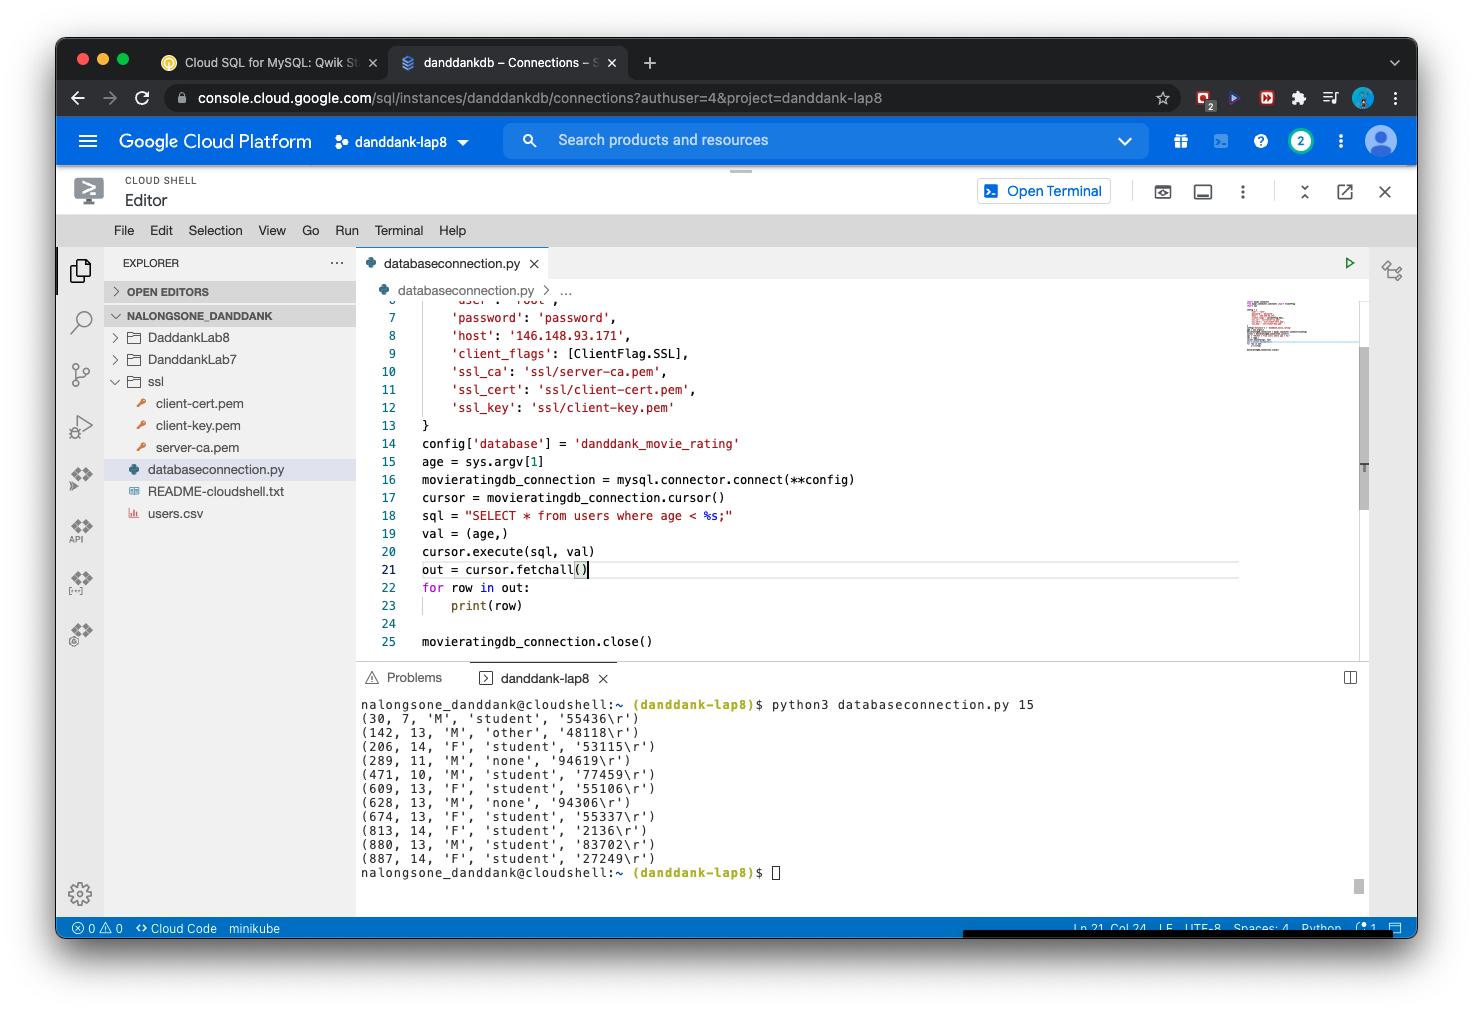 Cloud SQL for MySQL: Qwik St
danddankdb – Connections – S
console.cloud.google.com/sql/instances/danddankdb/connections?authuser=4&project=danddank-lap8
2
Google Cloud Platform
danddank-lap8
Search products and resources
2
CLOUD SHELL
Editor
Open Terminal
File Edit Selection View Go Run Terminal Help
EXPLORER
OPEN EDITORS
NALONGSONE_DANDDANK
DaddankLab8
DanddankLab7
ssl
client-cert.pem
client-key.pem
server-ca.pem
databaseconnection.py
README-cloudshell.txt
users.csv
API
databaseconnection.py
databaseconnection.py > ...
6 'user': 'root',
7 'password': 'password',
8 'host': '146.148.93.171',
9 'client_flags': [ClientFlag.SSL],
10 'ssl_ca': 'ssl/server-ca.pem',
11 'ssl_cert': 'ssl/client-cert.pem',
12 'ssl_key': 'ssl/client-key.pem'
13 }
14 config['database'] = 'danddank_movie_rating'
15 age = sys.argv[1]
16 movieratingdb_connection = mysql.connector.connect(**config)
17 cursor = movieratingdb_connection.cursor()
18 sql = "SELECT * from users where age < %s;"
19 val = (age,)
20 cursor.execute(sql, val)
21 out = cursor.fetchall()
22 for row in out:
23 print(row)
24
25 movieratingdb_connection.close()
Problems
danddank-lap8
nalongsone_danddank@cloudshell:~ (danddank-lap8)$ python3 databaseconnection.py 15
(30, 7, 'M', 'student', '55436\r')
(142, 13, 'M', 'other', '48118\r')
(206, 14, 'F', 'student', '53115\r')
(289, 11, 'M', 'none', '94619\r')
(471, 10, 'M', 'student', '77459\r')
(609, 13, 'F', 'student', '55106\r')
(628, 13, 'M', 'none', '94306\r')
(674, 13, 'F', 'student', '55337\r')
(813, 14, 'F', 'student', '2136\r')
(880, 13, 'M', 'student', '83702\r')
(887, 14, 'F', 'student', '27249\r')
nalongsone_danddank@cloudshell:~ (danddank-lap8)$
0 0 Cloud Code minikube
Ln 21, Col 24 LF UTF-8 Spaces: 4 Python 1